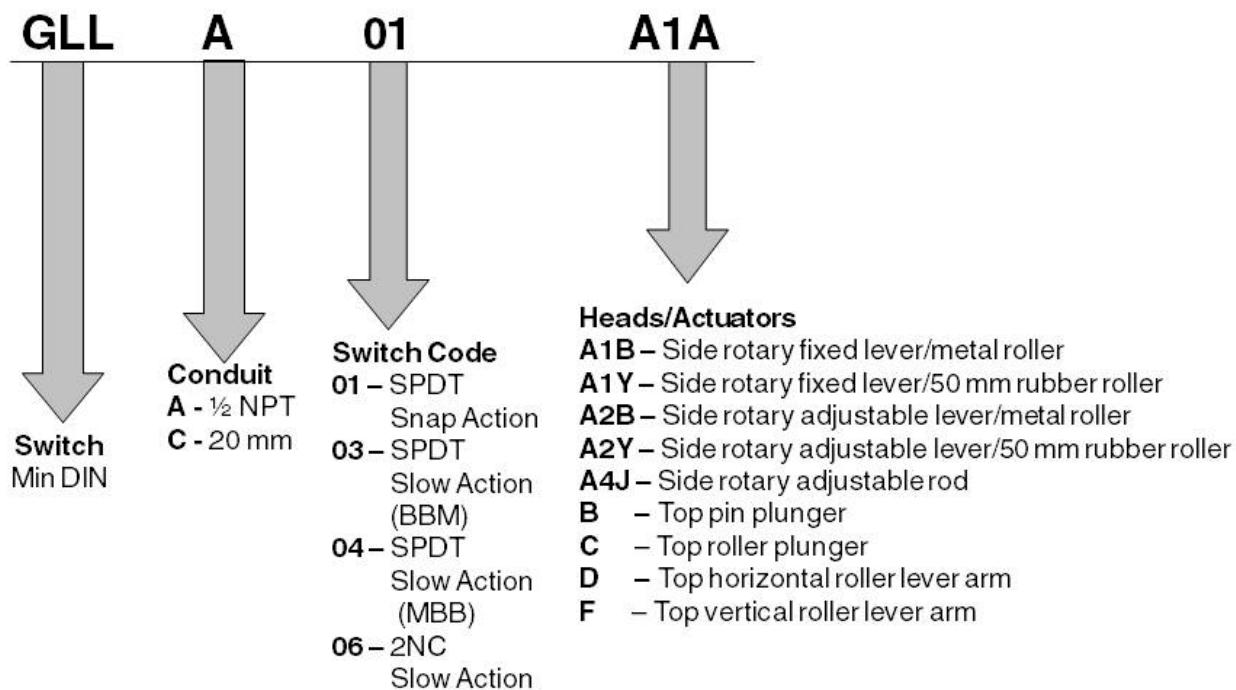 GLL A 01 A1A
Switch
Min DIN
Conduit
A - ½ NPT
C - 20 mm
Switch Code
01 – SPDT
Snap Action
03 – SPDT
Slow Action
(BBM)
04 – SPDT
Slow Action
(MBB)
06 – 2NC
Slow Action
Heads/Actuators
A1B – Side rotary fixed lever/metal roller
A1Y – Side rotary fixed lever/50 mm rubber roller
A2B – Side rotary adjustable lever/metal roller
A2Y – Side rotary adjustable lever/50 mm rubber roller
A4J – Side rotary adjustable rod
B – Top pin plunger
C – Top roller plunger
D – Top horizontal roller lever arm
F – Top vertical roller lever arm